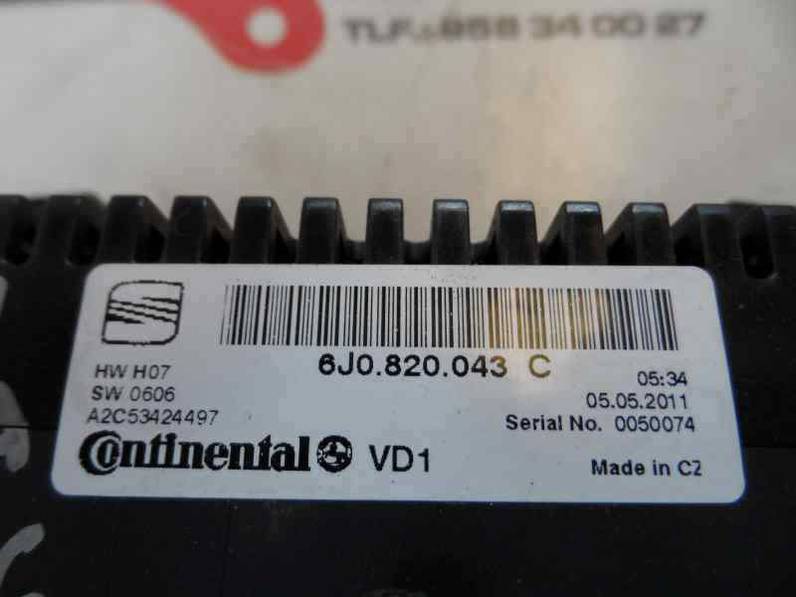 TLF.: 958 34 00 27
6J0.820.043 C
HW H07
SW 0606
A2C53424497
05:34
05.05.2011
Serial No. 0050074
Continental VD1
Made in C2